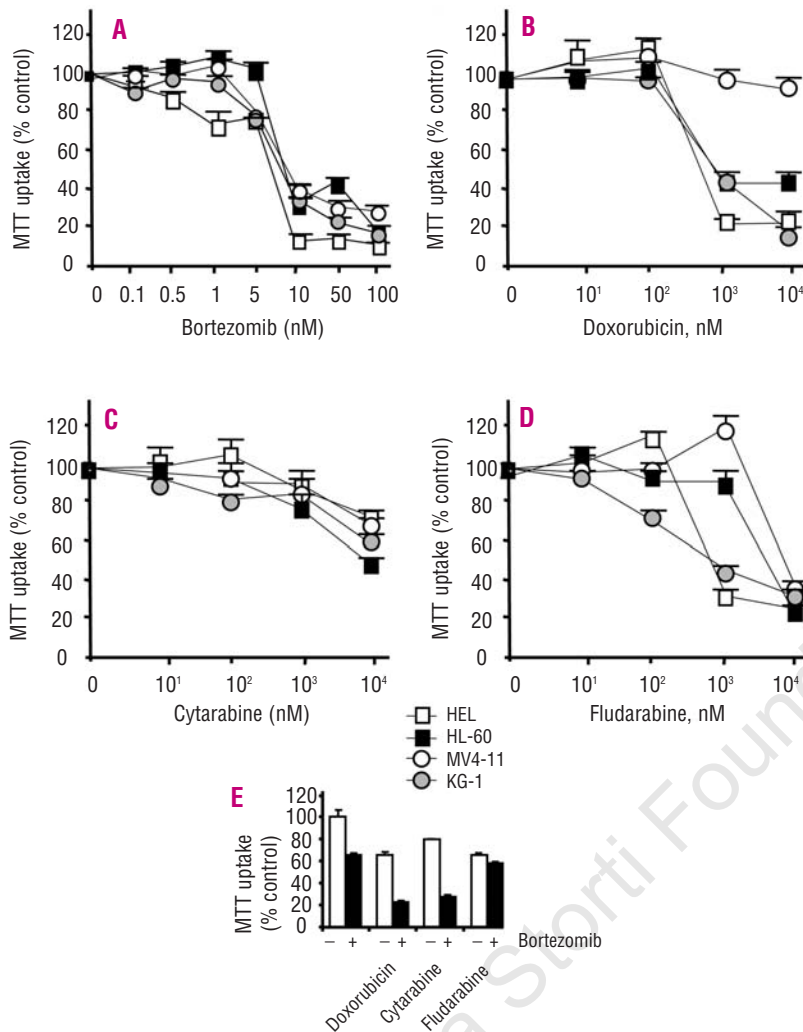 A
MTT uptake (% control)
120
100
80
60
40
20
0
0 0.1 0.5 1 5 10 50 100
Bortezomib (nM)
B
MTT uptake (% control)
120
100
80
60
40
20
0
0 10¹ 10² 10³ 10⁴
Doxorubicin, nM
C
MTT uptake (% control)
120
100
80
60
40
20
0
0 10¹ 10² 10³ 10⁴
Cytarabine (nM)
D
MTT uptake (% control)
120
100
80
60
40
20
0
0 10¹ 10² 10³ 10⁴
Fludarabine, nM
HEL
HL-60
MV4-11
KG-1
E
MTT uptake
(% control)
120
100
80
60
40
20
0
– + – + – + – + Bortezomib
Doxorubicin
Cytarabine
Fludarabine
a Storti Found